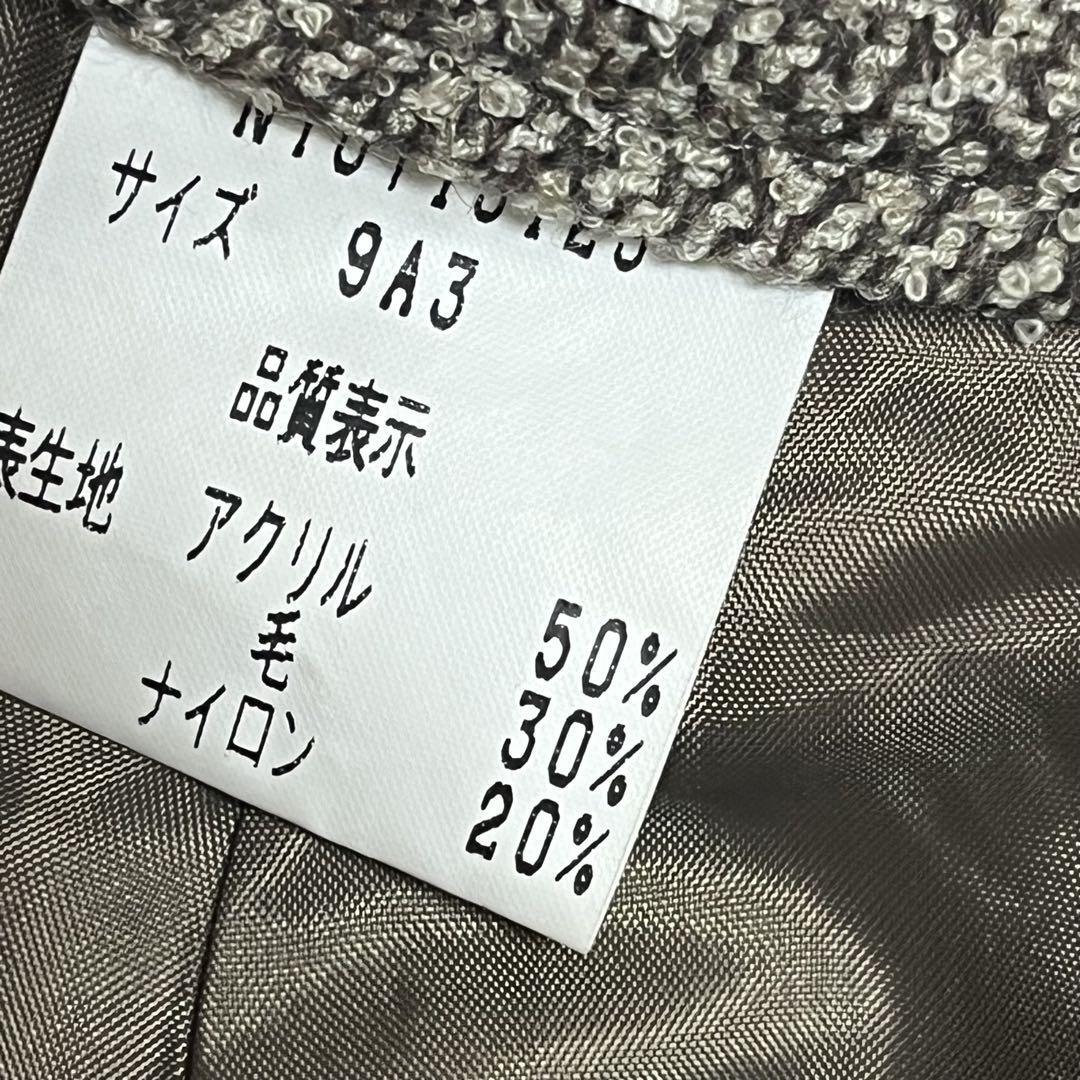 サイズ 9A3
品質表示
表生地 アクリル 50%
毛 30%
ナイロン 20%